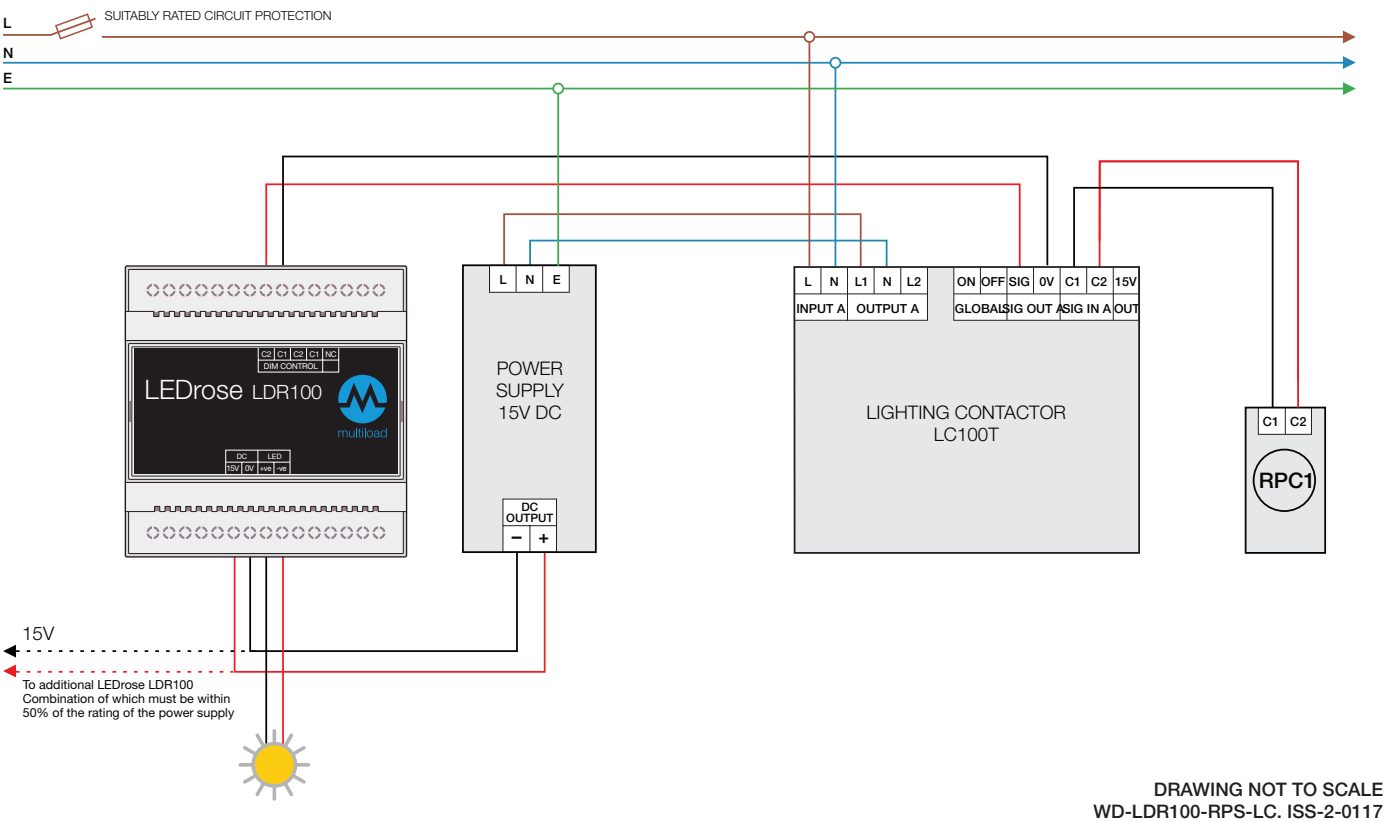 L
SUITABLY RATED CIRCUIT PROTECTION
N
E
C2 C1 C2 C1 NC
DIM CONTROL
LEDrose LDR100
multiload
DC LED
15V 0V +ve -ve
L N E
POWER
SUPPLY
15V DC
DC
OUTPUT
− +
L N L1 N L2
INPUT A OUTPUT A
ON OFF SIG 0V C1 C2 15V
GLOBAL SIG OUT A SIG IN A OUT
LIGHTING CONTACTOR
LC100T
C1 C2
RPC1
15V
To additional LEDrose LDR100
Combination of which must be within
50% of the rating of the power supply
DRAWING NOT TO SCALE
WD-LDR100-RPS-LC. ISS-2-0117